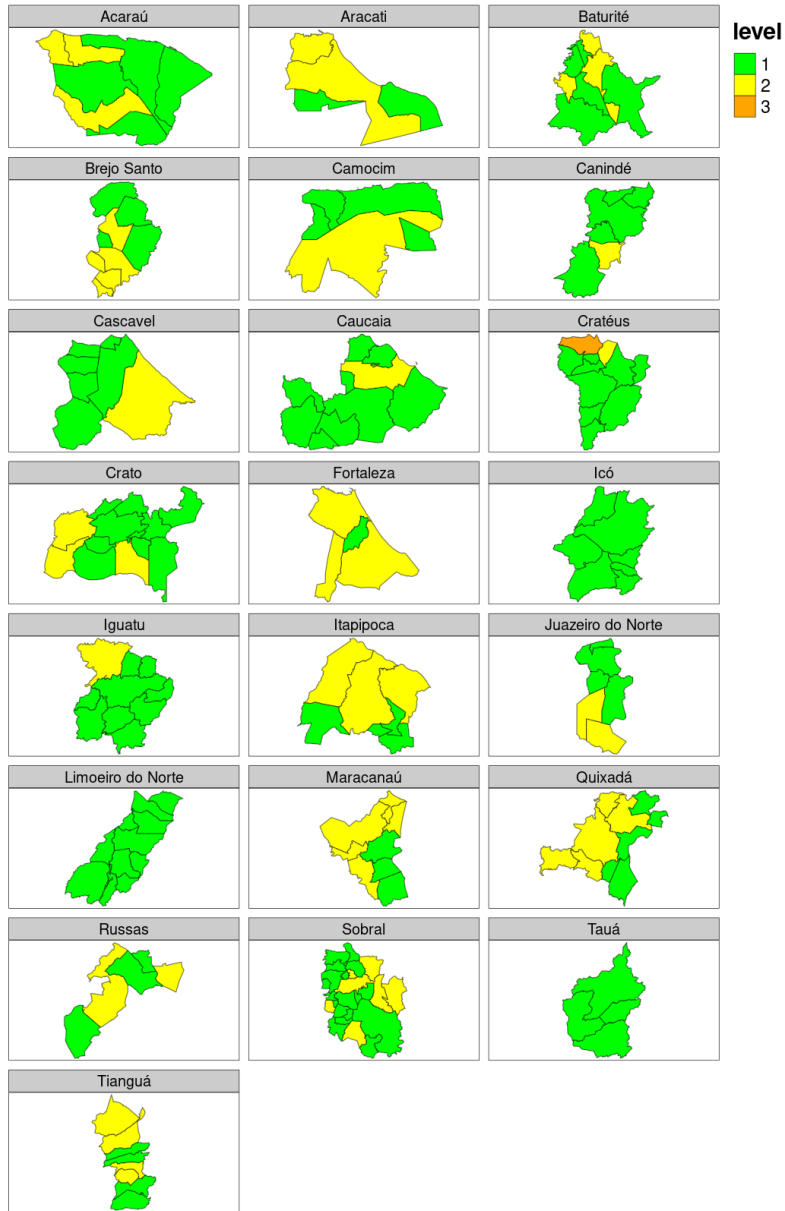 Acaraú
Aracati
Baturité
level
1
2
3
Brejo Santo
Camocim
Canindé
Cascavel
Caucaia
Cratéus
Crato
Fortaleza
Icó
Iguatu
Itapipoca
Juazeiro do Norte
Limoeiro do Norte
Maracanaú
Quixadá
Russas
Sobral
Tauá
Tianguá